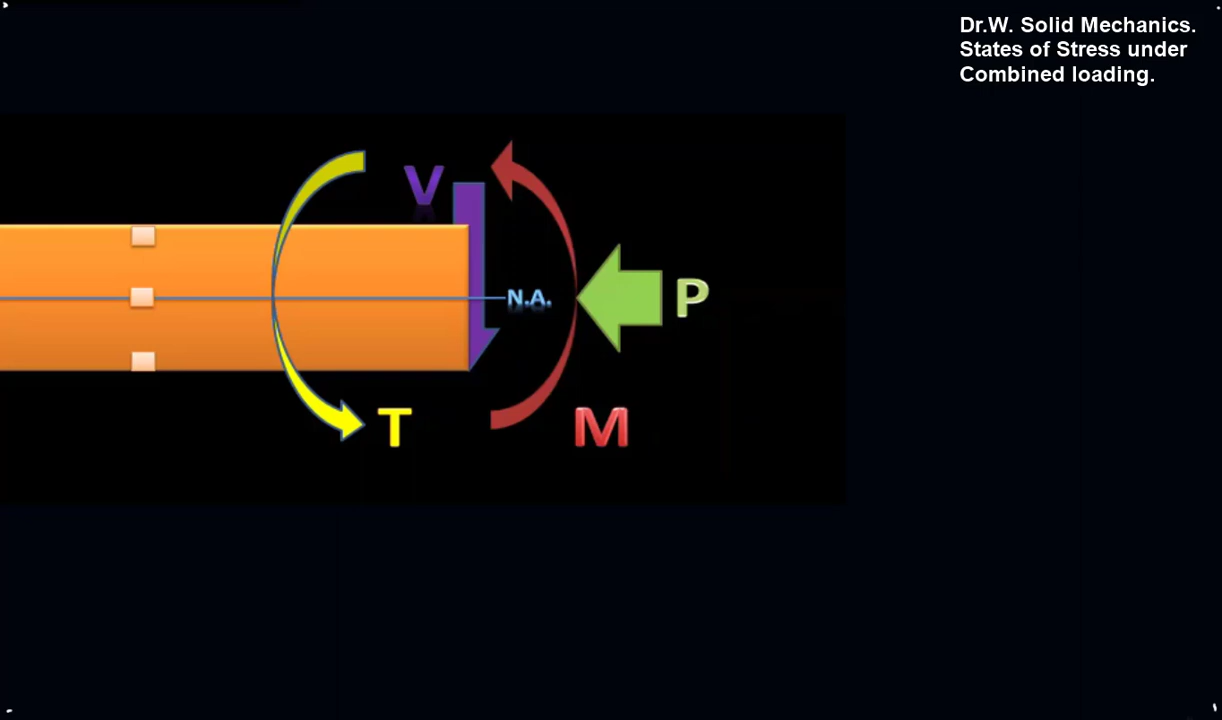 Dr.W. Solid Mechanics.
States of Stress under
Combined loading.
V
N.A.
P
T
M